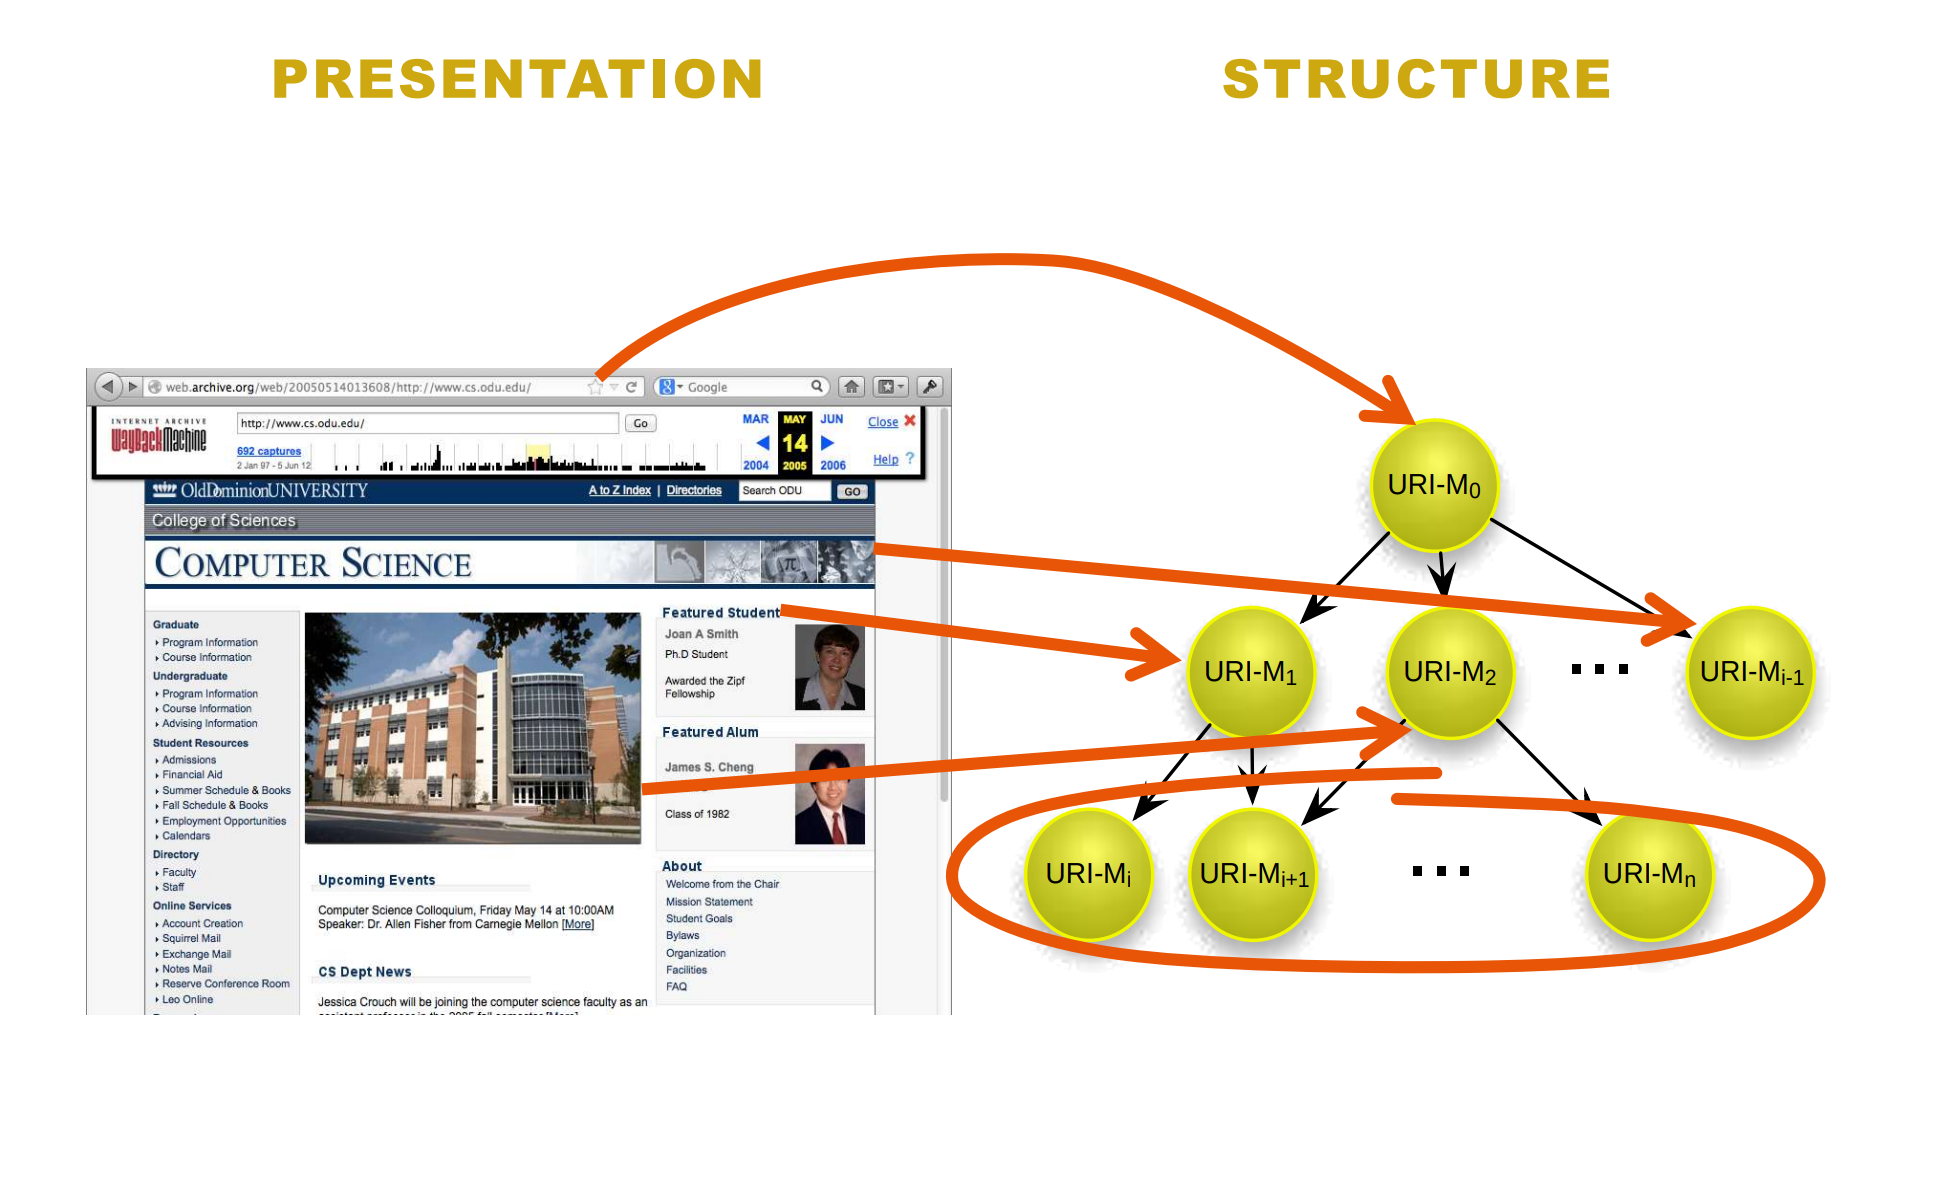 PRESENTATION
STRUCTURE
web.archive.org/web/20050514013608/http://www.cs.odu.edu/
Google
INTERNET ARCHIVE
WayBackMachine
http://www.cs.odu.edu/
Go
692 captures
2 Jan 97 - 5 Jun 12
MAR MAY JUN
14
2004 2005 2006
Close
Help ?
OldDominionUNIVERSITY
A to Z Index | Directories
Search ODU
GO
College of Sciences
COMPUTER SCIENCE
Graduate
Program Information
Course Information
Undergraduate
Program Information
Course Information
Advising Information
Student Resources
Admissions
Financial Aid
Summer Schedule & Books
Fall Schedule & Books
Employment Opportunities
Calendars
Directory
Faculty
Staff
Online Services
Account Creation
Squirrel Mail
Exchange Mail
Notes Mail
Reserve Conference Room
Leo Online
Upcoming Events
Computer Science Colloquium, Friday May 14 at 10:00AM
Speaker: Dr. Allen Fisher from Carnegie Mellon [More]
CS Dept News
Jessica Crouch will be joining the computer science faculty as an
assistant professor in the 2005 fall semester [More]
Featured Student
Joan A Smith
Ph.D Student
Awarded the Zipf
Fellowship
Featured Alum
James S. Cheng
Class of 1982
About
Welcome from the Chair
Mission Statement
Student Goals
Bylaws
Organization
Facilities
FAQ
URI-M0
URI-M1
URI-M2
...
URI-Mi-1
URI-Mi
URI-Mi+1
...
URI-Mn